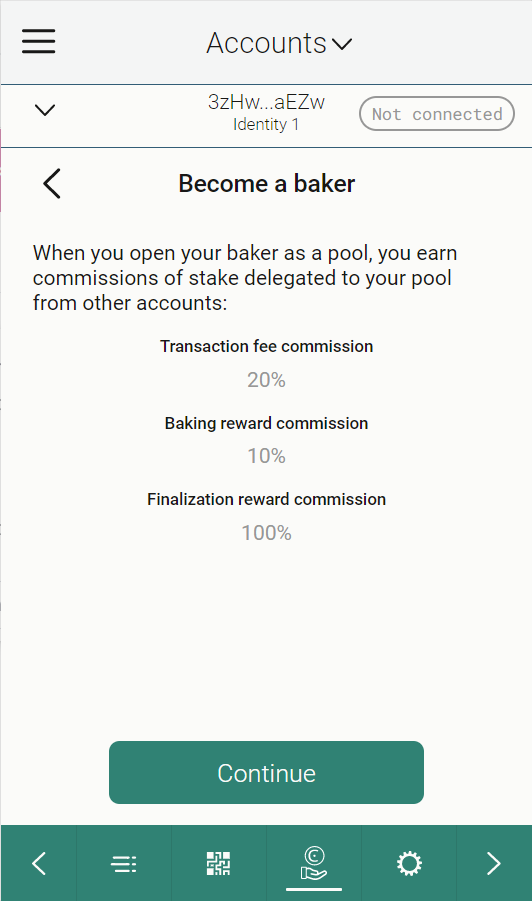 Accounts
3zHw...aEZw
Identity 1
Not connected
Become a baker
When you open your baker as a pool, you earn
commissions of stake delegated to your pool
from other accounts:
Transaction fee commission
20%
Baking reward commission
10%
Finalization reward commission
100%
Continue